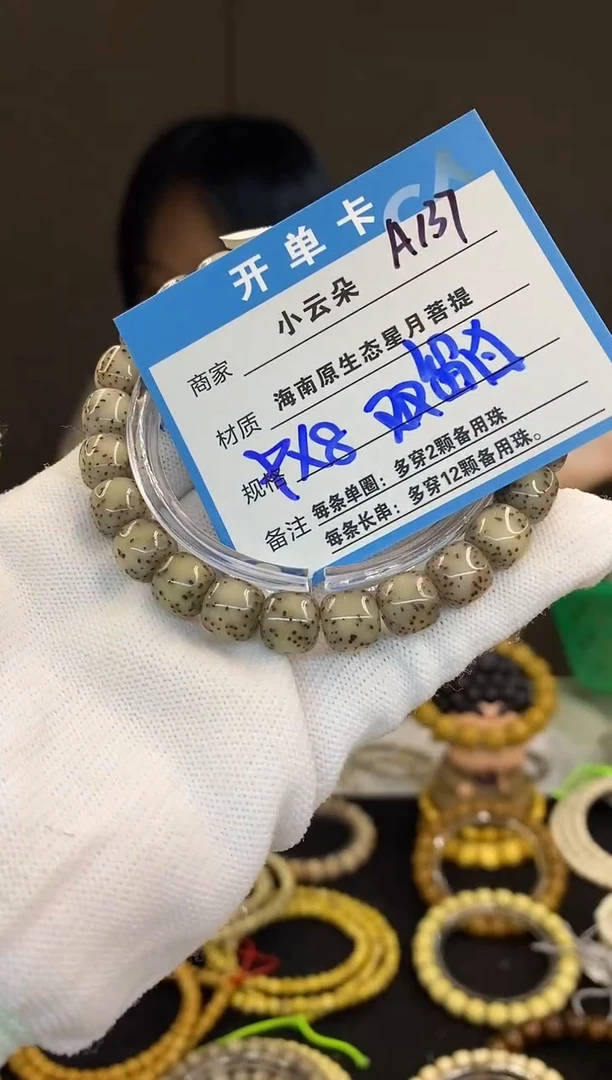 开单卡
A137
商家 小云朵
材质 海南原生态星月菩提
规格 7X8
备注 每条单圈：多穿2颗备用珠
每条长串：多穿12颗备用珠。